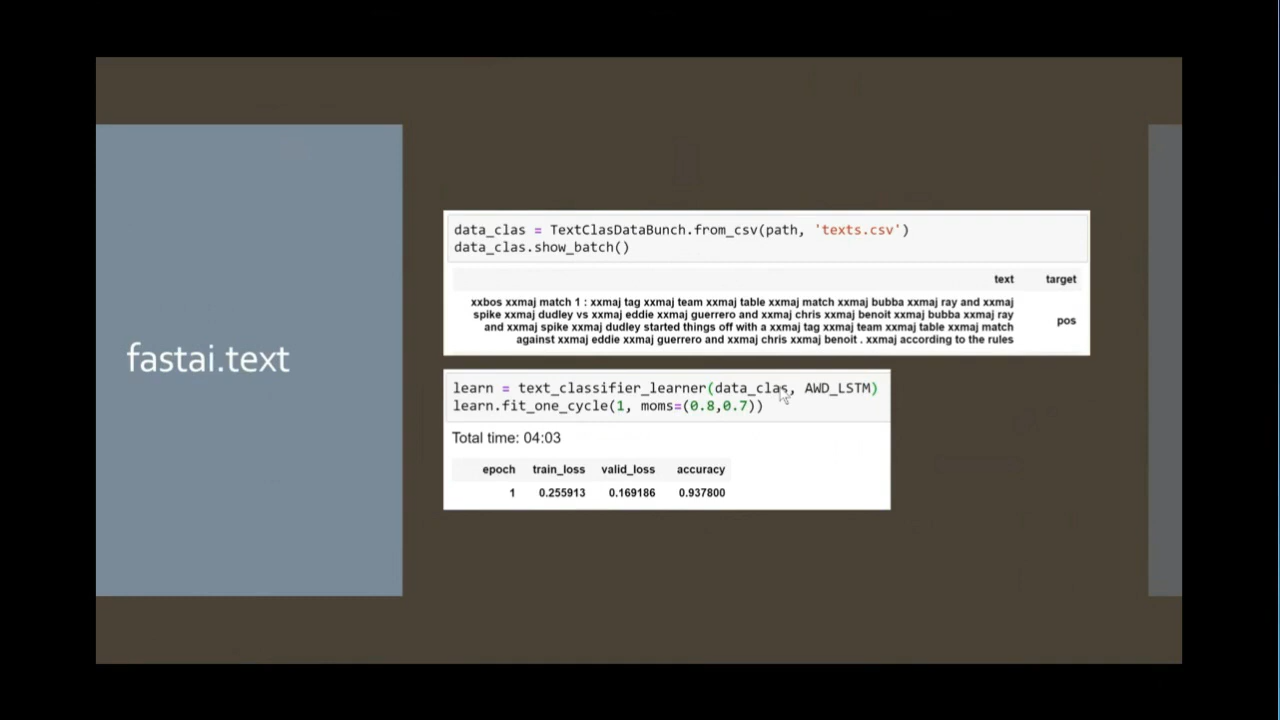 fastai.text
data_clas = TextClasDataBunch.from_csv(path, 'texts.csv')
data_clas.show_batch()
text target
xxbos xxmaj match 1 : xxmaj tag xxmaj team xxmaj table xxmaj match xxmaj bubba xxmaj ray and xxmaj
spike xxmaj dudley vs xxmaj eddie xxmaj guerrero and xxmaj chris xxmaj benoit xxmaj bubba xxmaj ray
pos
and xxmaj spike xxmaj dudley started things off with a xxmaj tag xxmaj team xxmaj table xxmaj match
against xxmaj eddie xxmaj guerrero and xxmaj chris xxmaj benoit . xxmaj according to the rules
learn = text_classifier_learner(data_clas, AWD_LSTM)
learn.fit_one_cycle(1, moms=(0.8,0.7))
Total time: 04:03
epoch train_loss valid_loss accuracy
1 0.255913 0.169186 0.937800